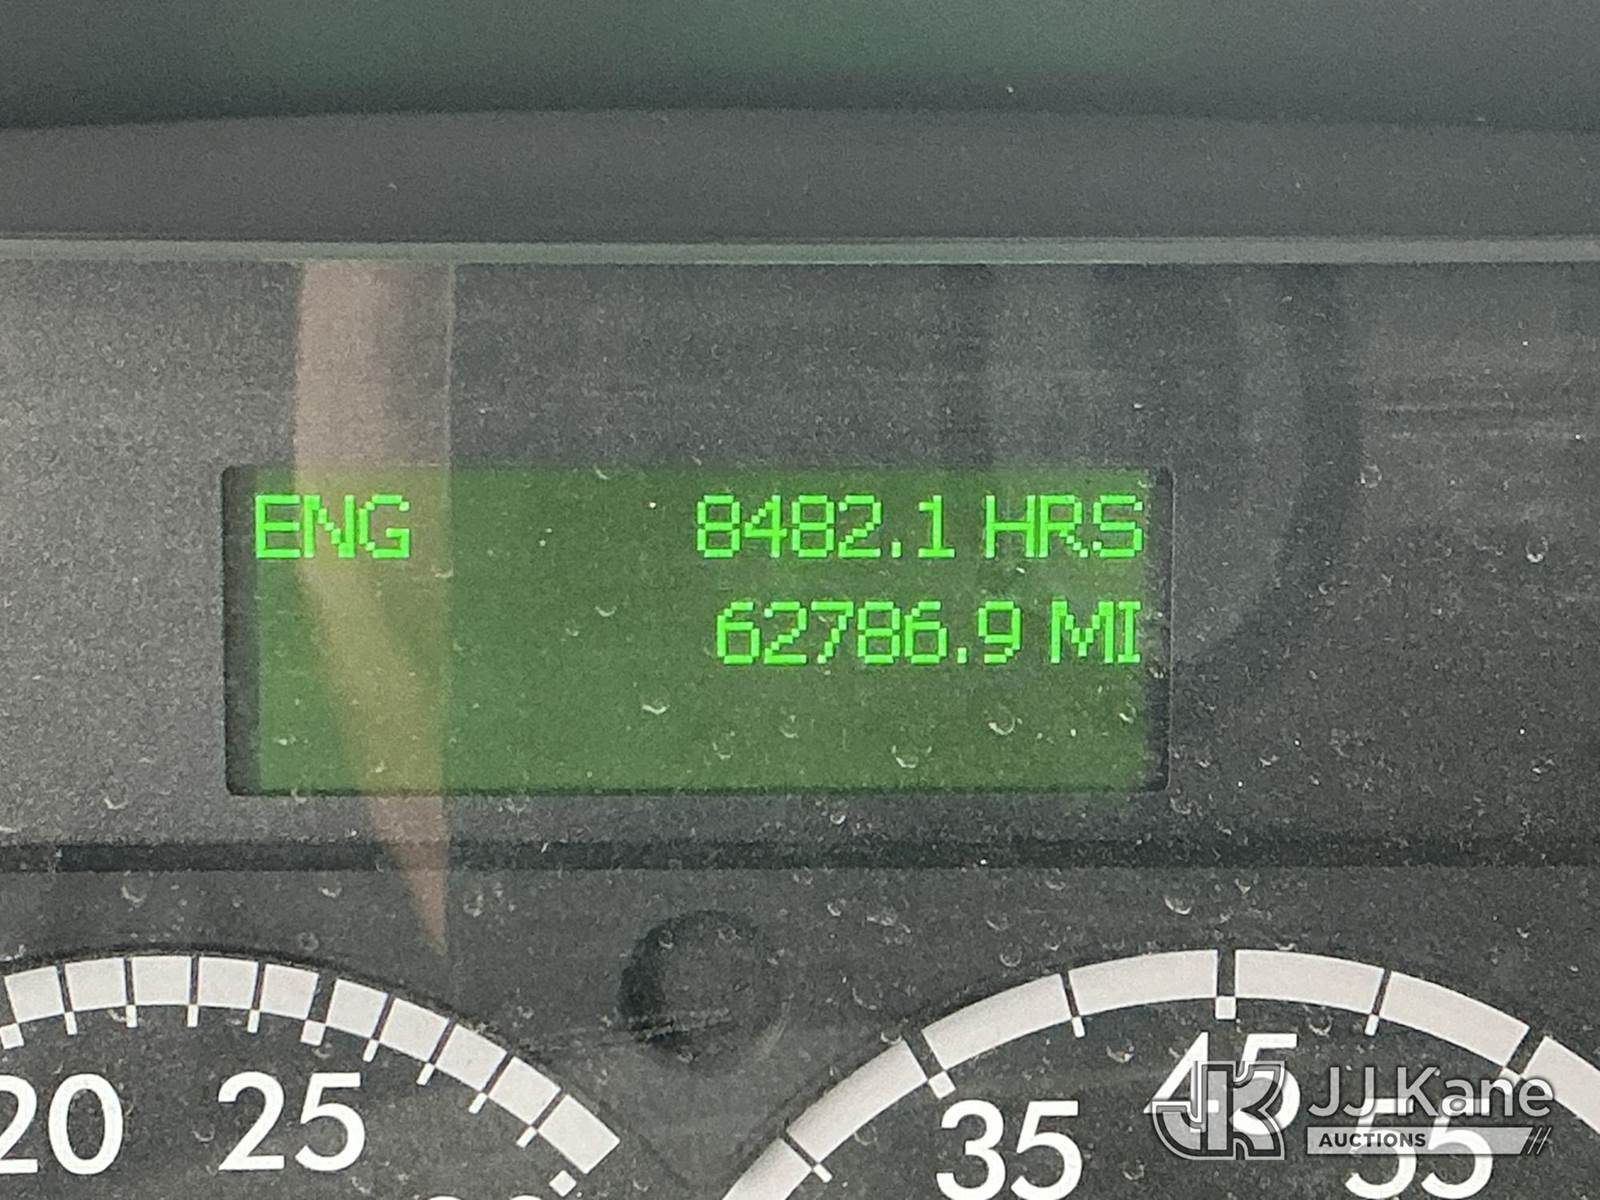 ENG 8482.1 HRS
62786.9 MI
20 25
35 45 55
JJ Kane
AUCTIONS